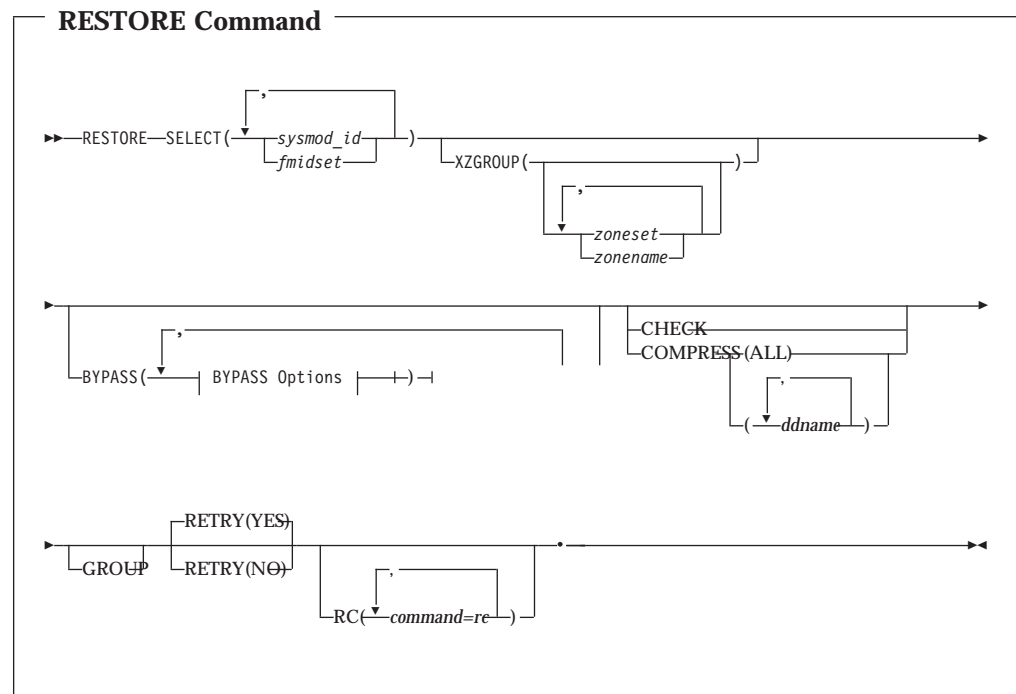 RESTORE Command
,
RESTORE SELECT( sysmod_id )
fmidset
XZGROUP( )
,
zoneset
zonename
,
BYPASS( BYPASS Options )
CHECK
COMPRESS (ALL)
,
( ddname )
GROUP
RETRY(YES)
RETRY(NO)
,
RC( command=rc )
.